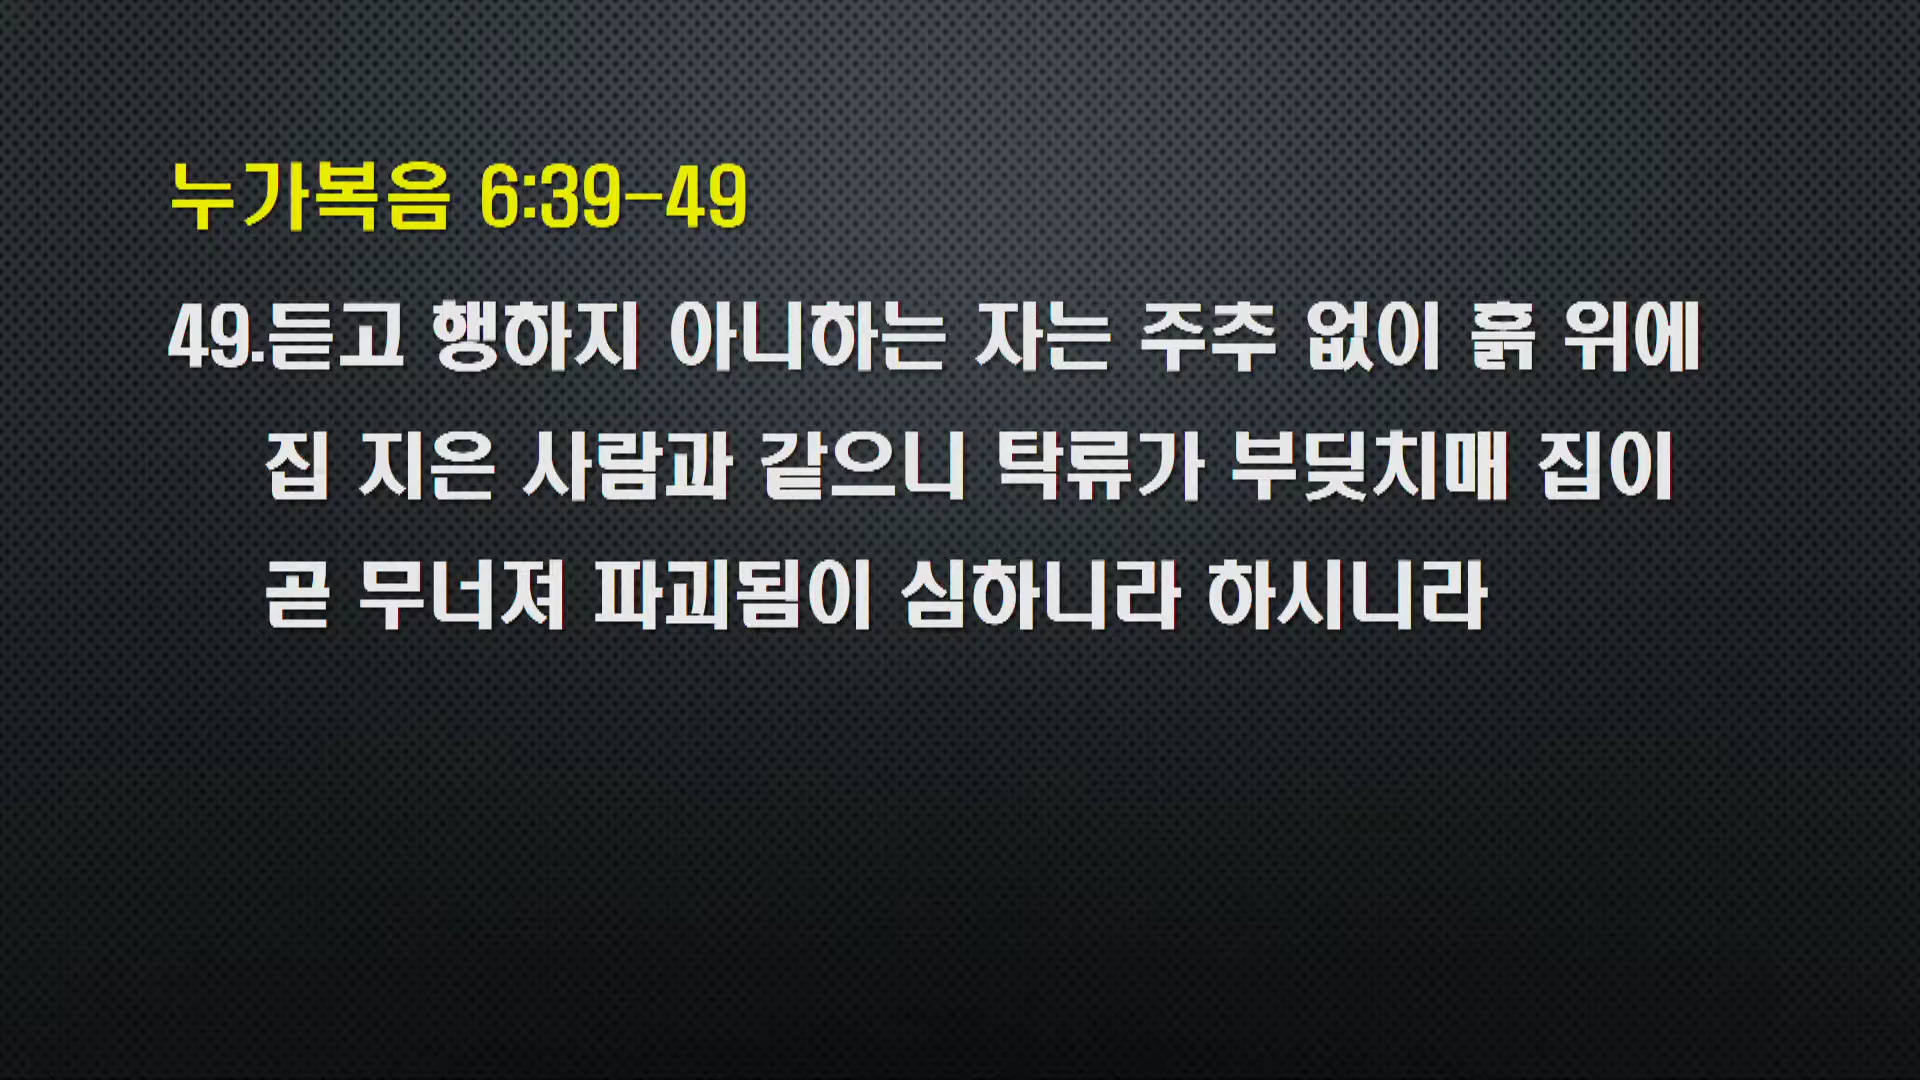 누가복음 6:39-49
49.듣고 행하지 아니하는 자는 주추 없이 흙 위에
집 지은 사람과 같으니 탁류가 부딪치매 집이
곧 무너져 파괴됨이 심하니라 하시니라